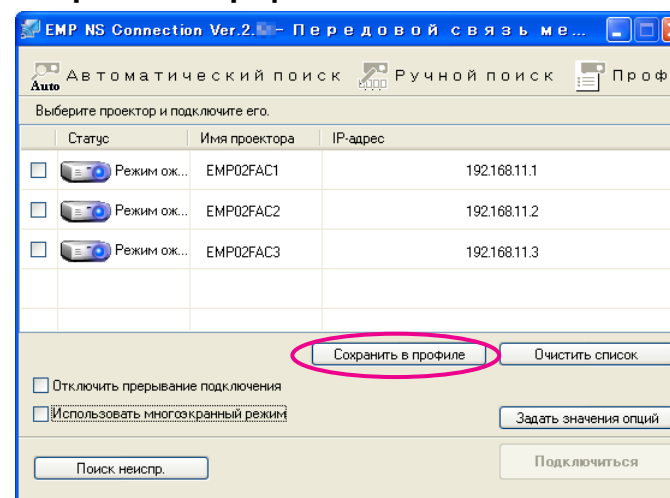 EMP NS Connection Ver.2. - Передовой связь ме...
Auto Автоматический поиск Ручной поиск Проф
Выберите проектор и подключите его.
Статус Имя проектора IP-адрес
Режим ож... EMP02FAC1 192.168.11.1
Режим ож... EMP02FAC2 192.168.11.2
Режим ож... EMP02FAC3 192.168.11.3
Сохранить в профиле Очистить список
Отключить прерывание подключения
Использовать многоэкранный режим
Задать значения опций
Поиск неиспр. Подключиться